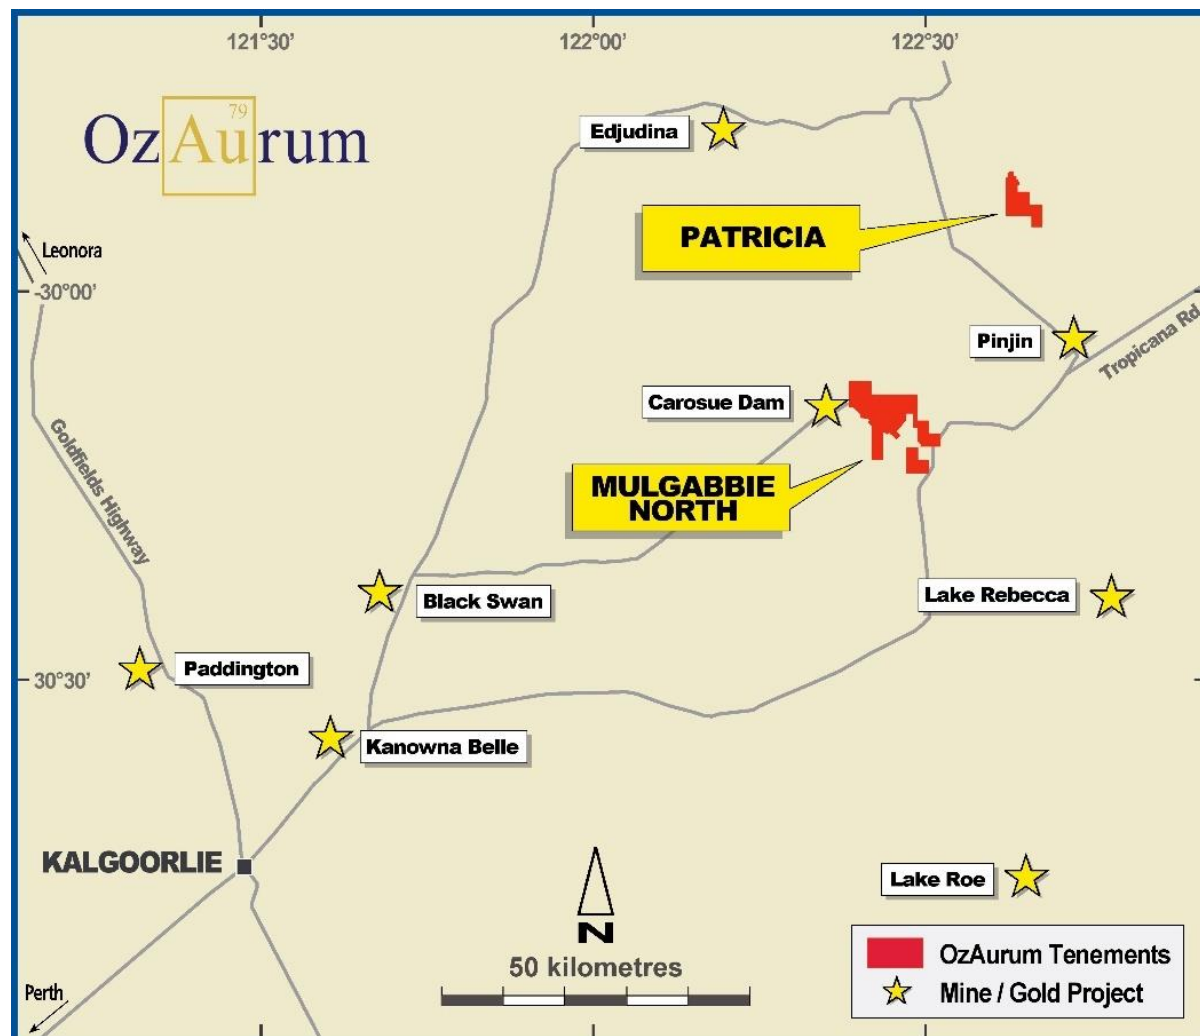 121°30'
122°00'
122°30'
79
OzAurum
Edjudina
PATRICIA
Leonora
-30°00'
Pinjin
Tropicana Rd
Carosue Dam
Goldfields Highway
MULGABBIE
NORTH
Black Swan
Lake Rebecca
Paddington
30°30'
Kanowna Belle
KALGOORLIE
Lake Roe
N
50 kilometres
OzAurum Tenements
Mine / Gold Project
Perth